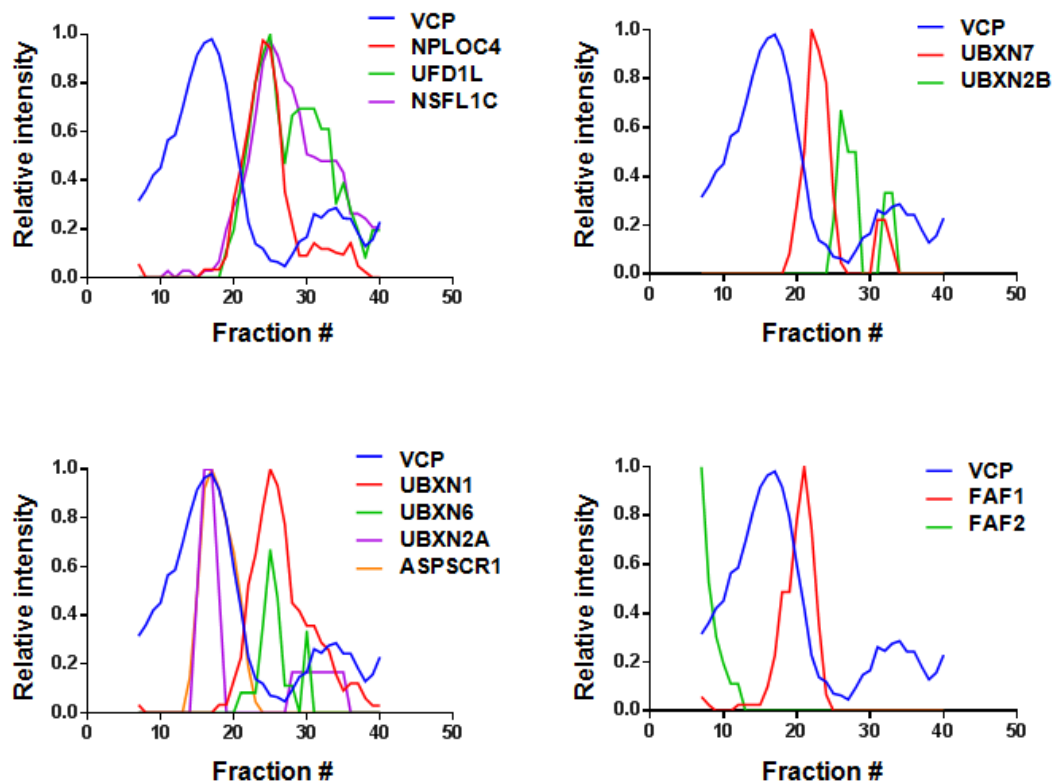 VCP
NPLOC4
UFD1L
NSFL1C
Relative intensity
1.0
0.8
0.6
0.4
0.2
0.0
0 10 20 30 40 50
Fraction #
VCP
UBXN7
UBXN2B
Relative intensity
1.0
0.8
0.6
0.4
0.2
0.0
0 10 20 30 40 50
Fraction #
VCP
UBXN1
UBXN6
UBXN2A
ASPSCR1
Relative intensity
1.0
0.8
0.6
0.4
0.2
0.0
0 10 20 30 40 50
Fraction #
VCP
FAF1
FAF2
Relative intensity
1.0
0.8
0.6
0.4
0.2
0.0
0 10 20 30 40 50
Fraction #